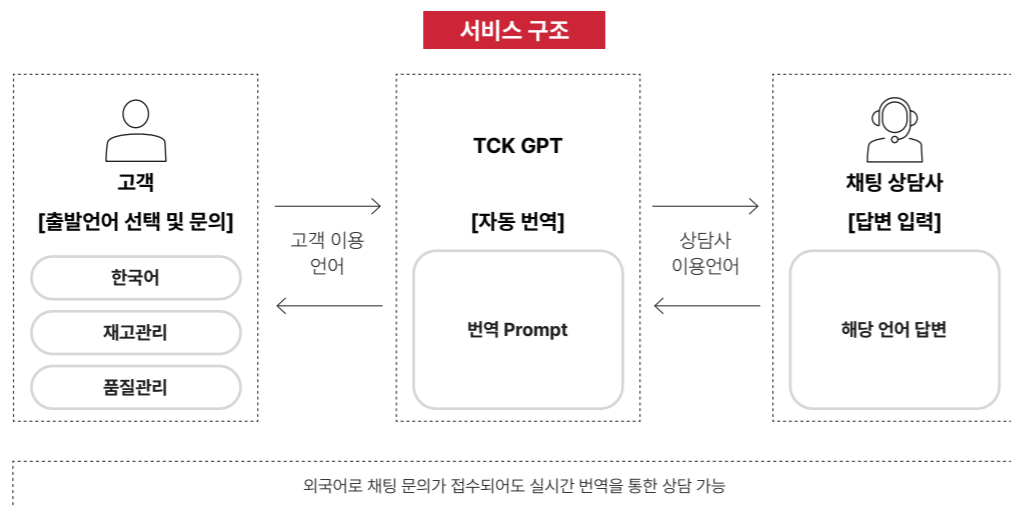 서비스 구조
고객
[출발언어 선택 및 문의]
한국어
재고관리
품질관리
고객 이용
언어
TCK GPT
[자동 번역]
번역 Prompt
상담사
이용언어
채팅 상담사
[답변 입력]
해당 언어 답변
외국어로 채팅 문의가 접수되어도 실시간 번역을 통한 상담 가능